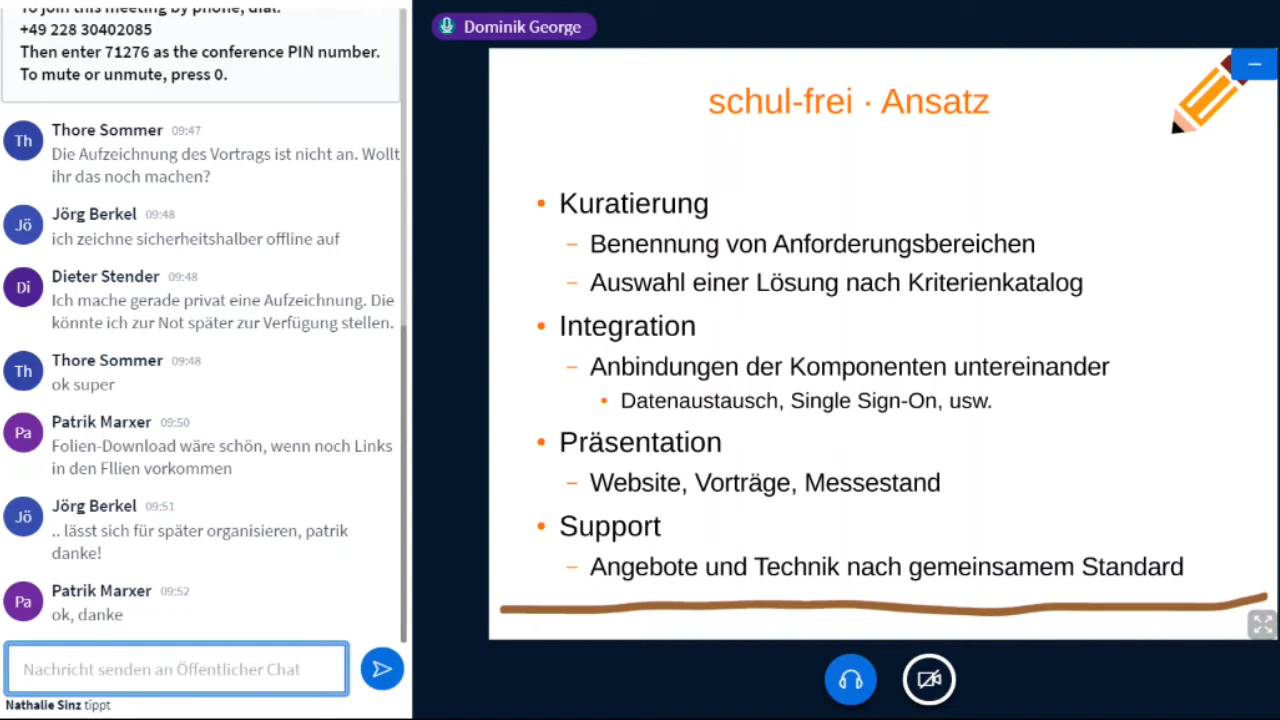 To join this meeting by phone, dial:
+49 228 30402085
Then enter 71276 as the conference PIN number.
To mute or unmute, press 0.
Th
Thore Sommer 09:47
Die Aufzeichnung des Vortrags ist nicht an. Wollt
ihr das noch machen?
Jö
Jörg Berkel 09:48
ich zeichne sicherheitshalber offline auf
Di
Dieter Stender 09:48
Ich mache gerade privat eine Aufzeichnung. Die
könnte ich zur Not später zur Verfügung stellen.
Th
Thore Sommer 09:48
ok super
Pa
Patrik Marxer 09:50
Folien-Download wäre schön, wenn noch Links
in den Fllien vorkommen
Jö
Jörg Berkel 09:51
.. lässt sich für später organisieren, patrik
danke!
Pa
Patrik Marxer 09:52
ok, danke
Nachricht senden an Öffentlicher Chat
Nathalie Sinz tippt
Dominik George
schul-frei · Ansatz
• Kuratierung
– Benennung von Anforderungsbereichen
– Auswahl einer Lösung nach Kriterienkatalog
• Integration
– Anbindungen der Komponenten untereinander
• Datenaustausch, Single Sign-On, usw.
• Präsentation
– Website, Vorträge, Messestand
• Support
– Angebote und Technik nach gemeinsamem Standard